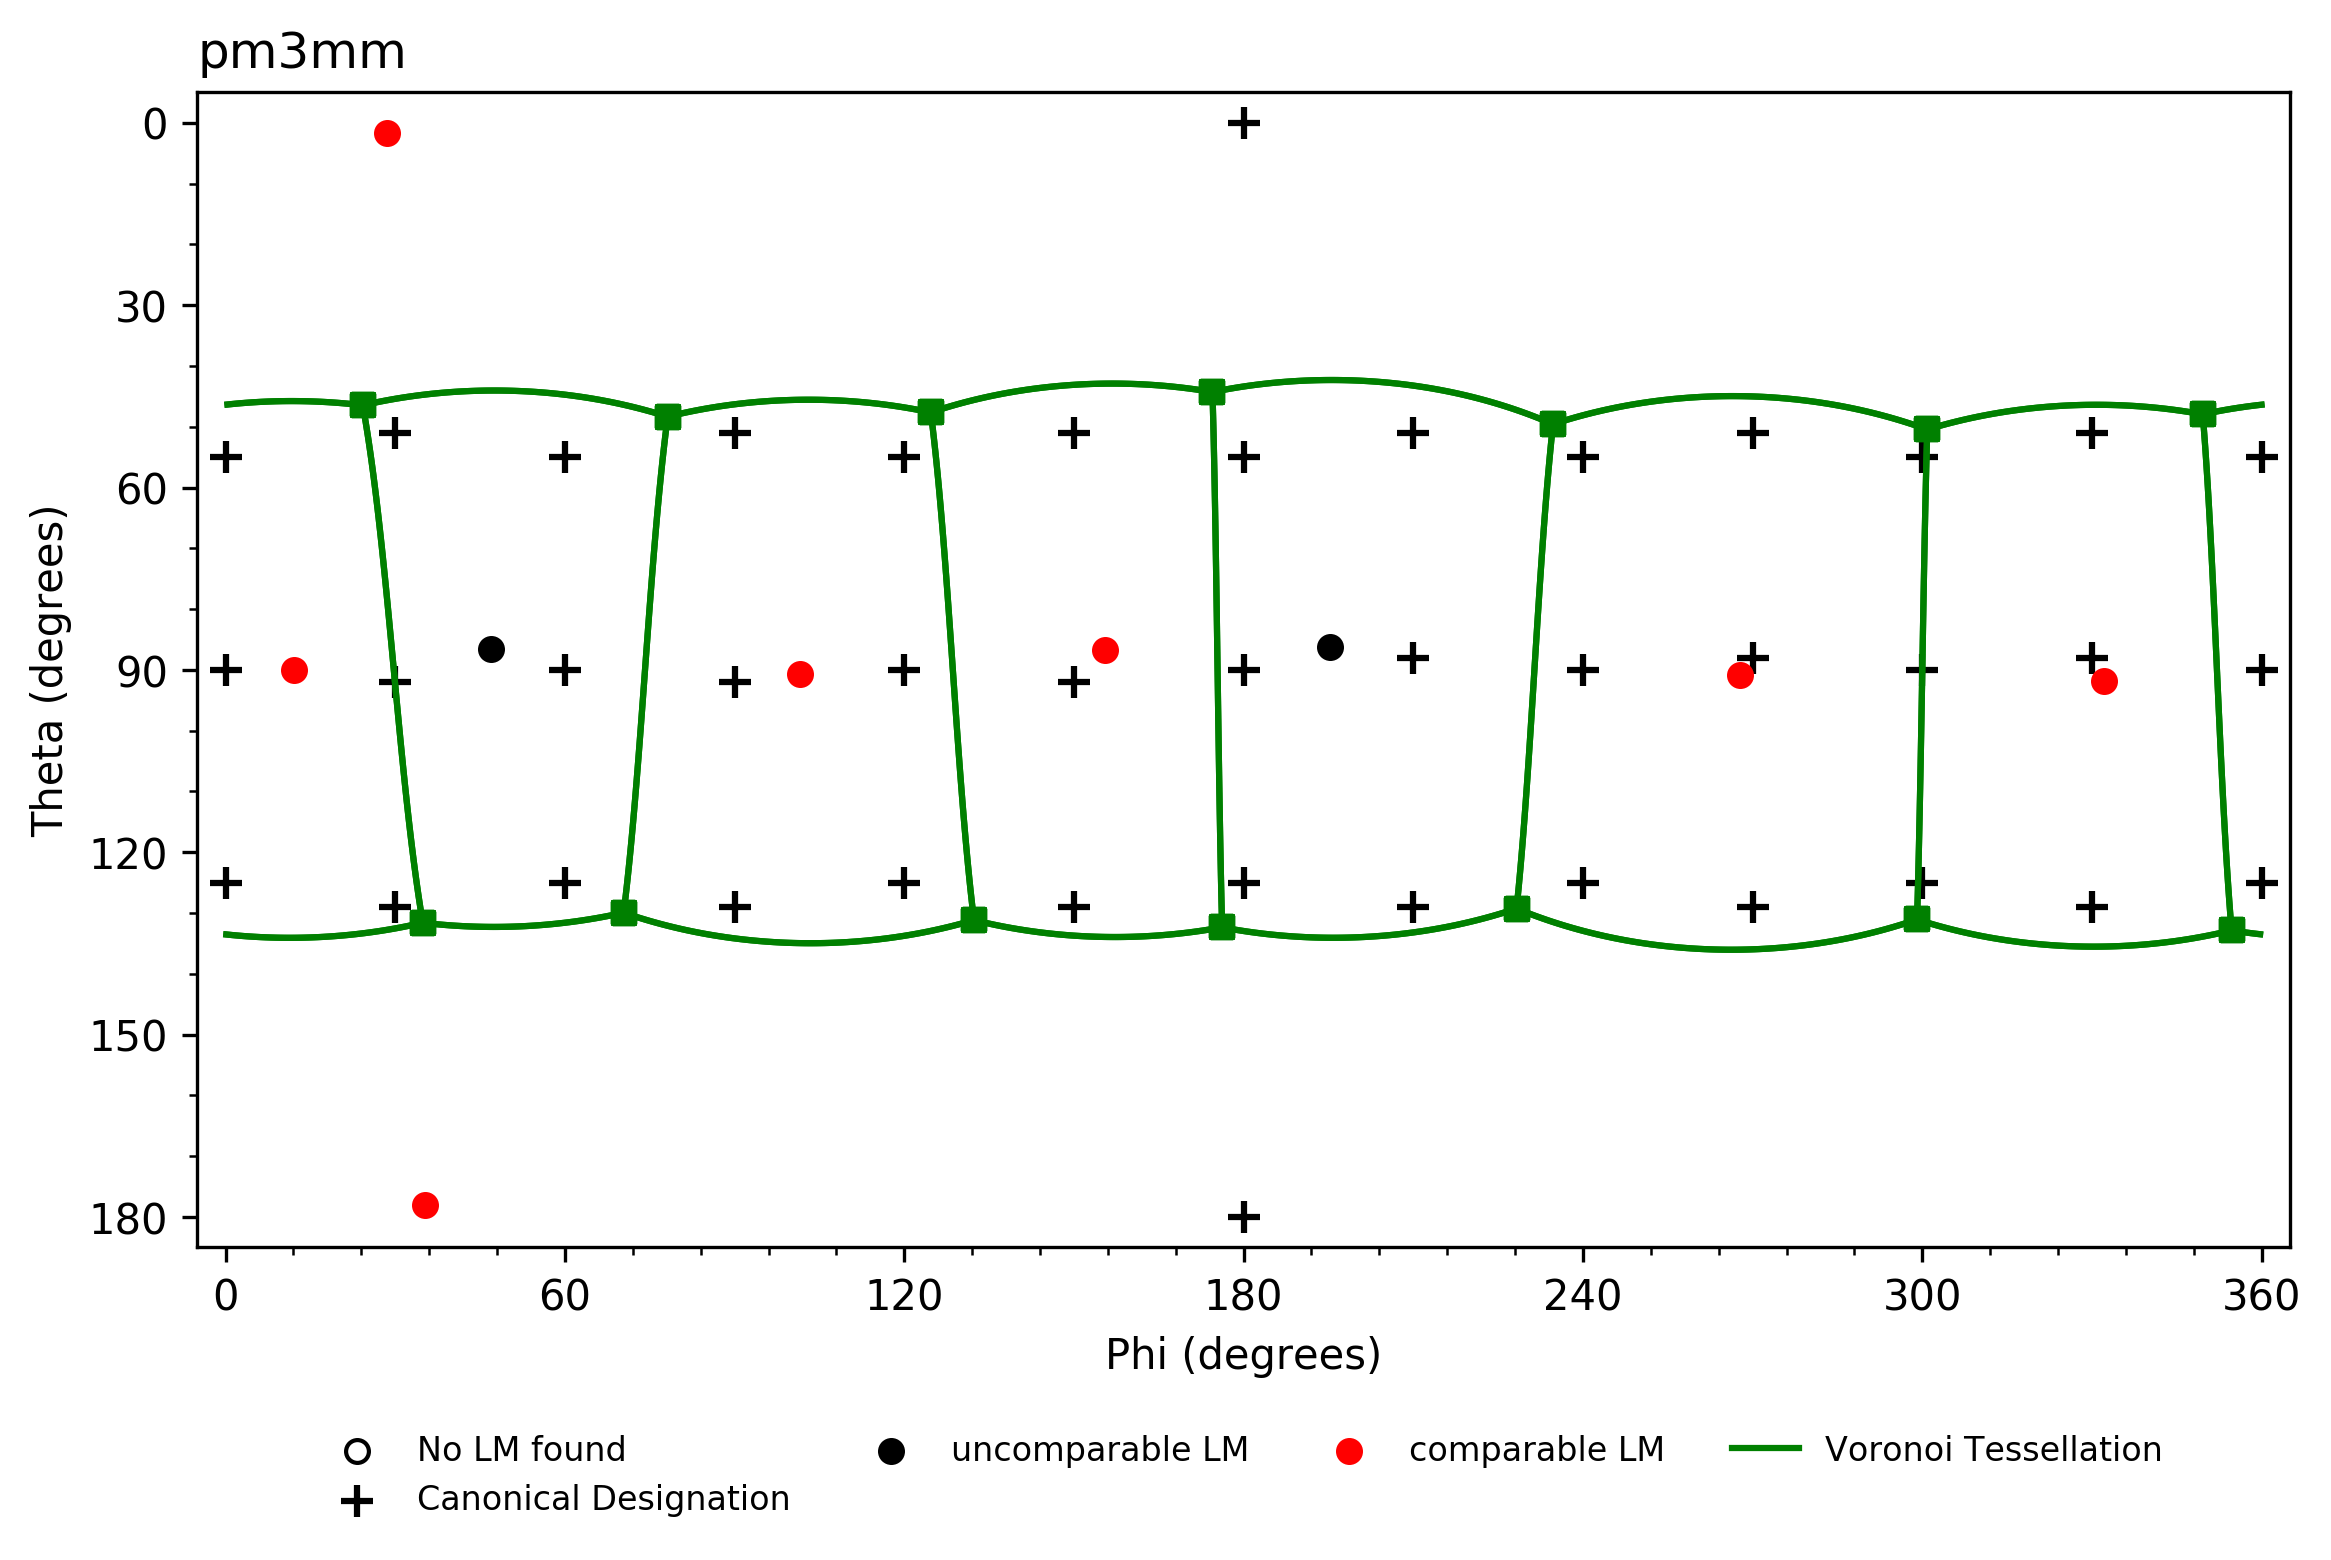 pm3mm
0
30
60
90
120
150
180
Theta (degrees)
0 60 120 180 240 300 360
Phi (degrees)
No LM found uncomparable LM comparable LM Voronoi Tessellation
Canonical Designation